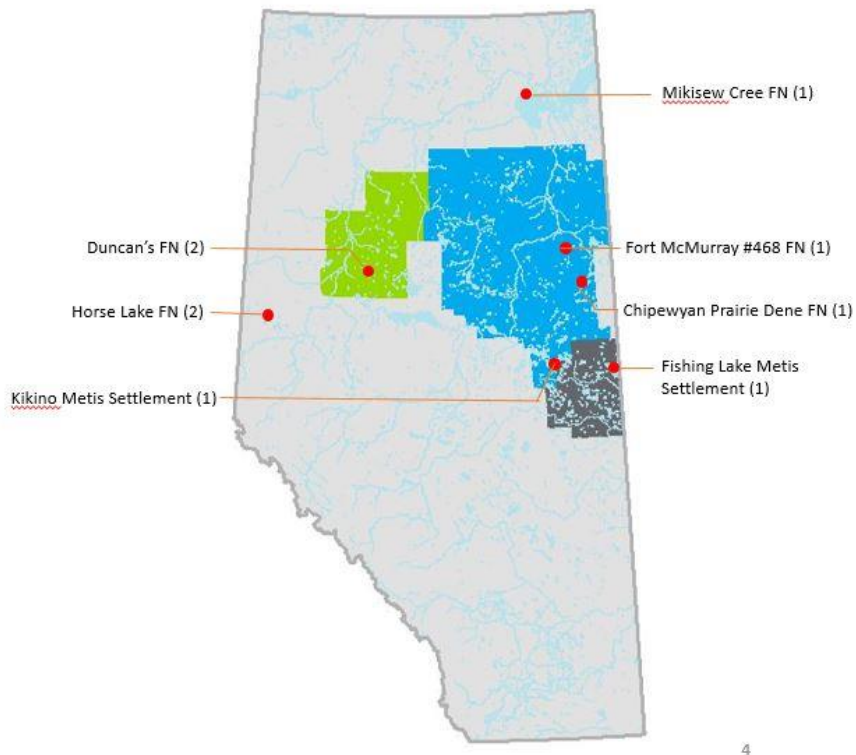 Mikisew Cree FN (1)
Duncan's FN (2)
Fort McMurray #468 FN (1)
Horse Lake FN (2)
Chipewyan Prairie Dene FN (1)
Fishing Lake Metis
Settlement (1)
Kikino Metis Settlement (1)
4